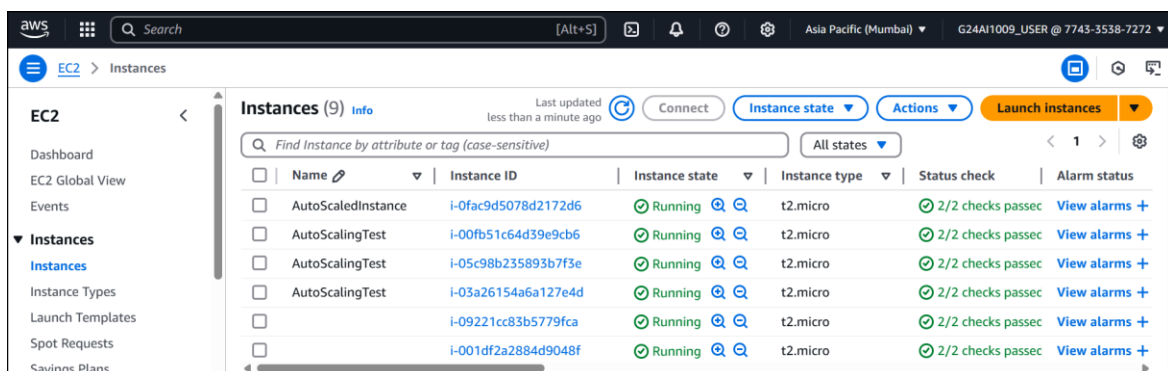 aws Search [Alt+S] Asia Pacific (Mumbai) G24AI1009_USER @ 7743-3538-7272
EC2 > Instances
EC2
Dashboard
EC2 Global View
Events
Instances
Instances
Instance Types
Launch Templates
Spot Requests
Savings Plans
Instances (9) Info Last updated less than a minute ago Connect Instance state Actions Launch instances
Find Instance by attribute or tag (case-sensitive) All states 1
Name Instance ID Instance state Instance type Status check Alarm status
AutoScaledInstance i-0fac9d5078d2172d6 Running t2.micro 2/2 checks passec View alarms +
AutoScalingTest i-00fb51c64d39e9cb6 Running t2.micro 2/2 checks passec View alarms +
AutoScalingTest i-05c98b235893b7f3e Running t2.micro 2/2 checks passec View alarms +
AutoScalingTest i-03a26154a6a127e4d Running t2.micro 2/2 checks passec View alarms +
i-09221cc83b5779fca Running t2.micro 2/2 checks passec View alarms +
i-001df2a2884d9048f Running t2.micro 2/2 checks passec View alarms +